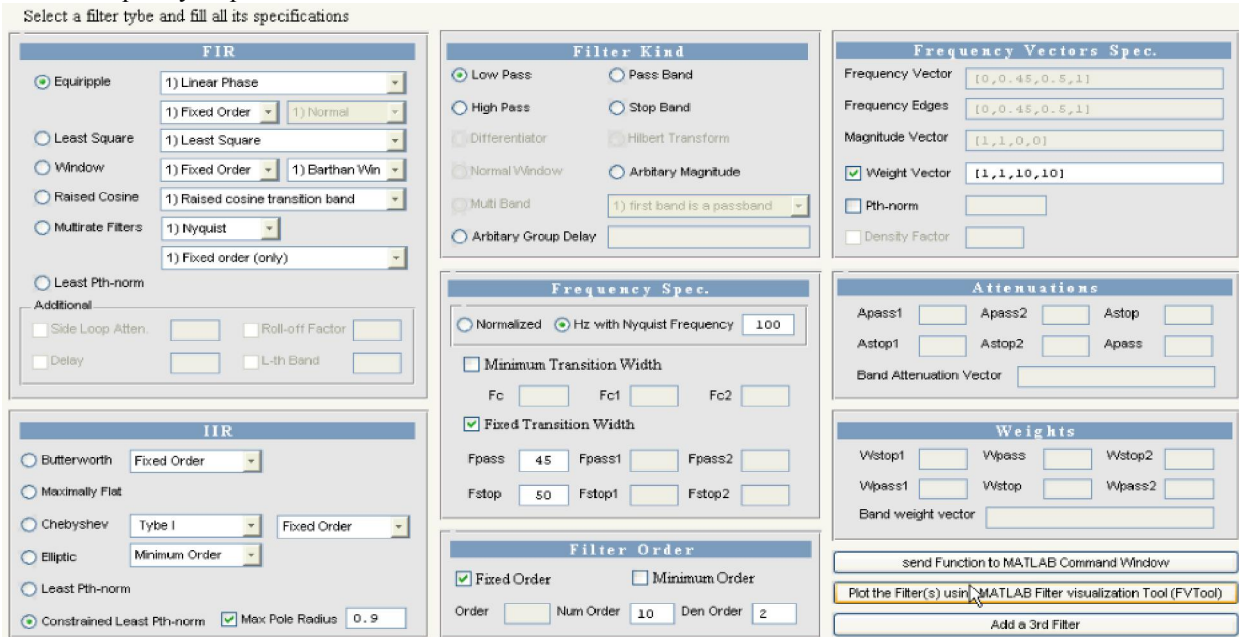 Select a filter tybe and fill all its specifications
FIR
Equiripple 1) Linear Phase
1) Fixed Order 1) Normal
Least Square 1) Least Square
Window 1) Fixed Order 1) Barthan Win
Raised Cosine 1) Raised cosine transition band
Multirate Filters 1) Nyquist
1) Fixed order (only)
Least Pth-norm
Additional
Side Loop Atten. Roll-off Factor
Delay L-th Band
IIR
Butterworth Fixed Order
Maximally Flat
Chebyshev Tybe I Fixed Order
Elliptic Minimum Order
Least Pth-norm
Constrained Least Pth-norm Max Pole Radius 0.9
Filter Kind
Low Pass Pass Band
High Pass Stop Band
Differentiator Hilbert Transform
Normal Window Arbitary Magnitude
Multi Band 1) first band is a passband
Arbitary Group Delay
Frequency Spec.
Normalized Hz with Nyquist Frequency 100
Minimum Transition Width
Fc Fc1 Fc2
Fixed Transition Width
Fpass 45 Fpass1 Fpass2
Fstop 50 Fstop1 Fstop2
Filter Order
Fixed Order Minimum Order
Order Num Order 10 Den Order 2
Frequency Vectors Spec.
Frequency Vector [0,0.45,0.5,1]
Frequency Edges [0,0.45,0.5,1]
Magnitude Vector [1,1,0,0]
Weight Vector [1,1,10,10]
Pth-norm
Density Factor
Attenuations
Apass1 Apass2 Astop
Astop1 Astop2 Apass
Band Attenuation Vector
Weights
Wstop1 Wpass Wstop2
Wpass1 Wstop Wpass2
Band weight vector
send Function to MATLAB Command Window
Plot the Filter(s) using MATLAB Filter visualization Tool (FVTool)
Add a 3rd Filter